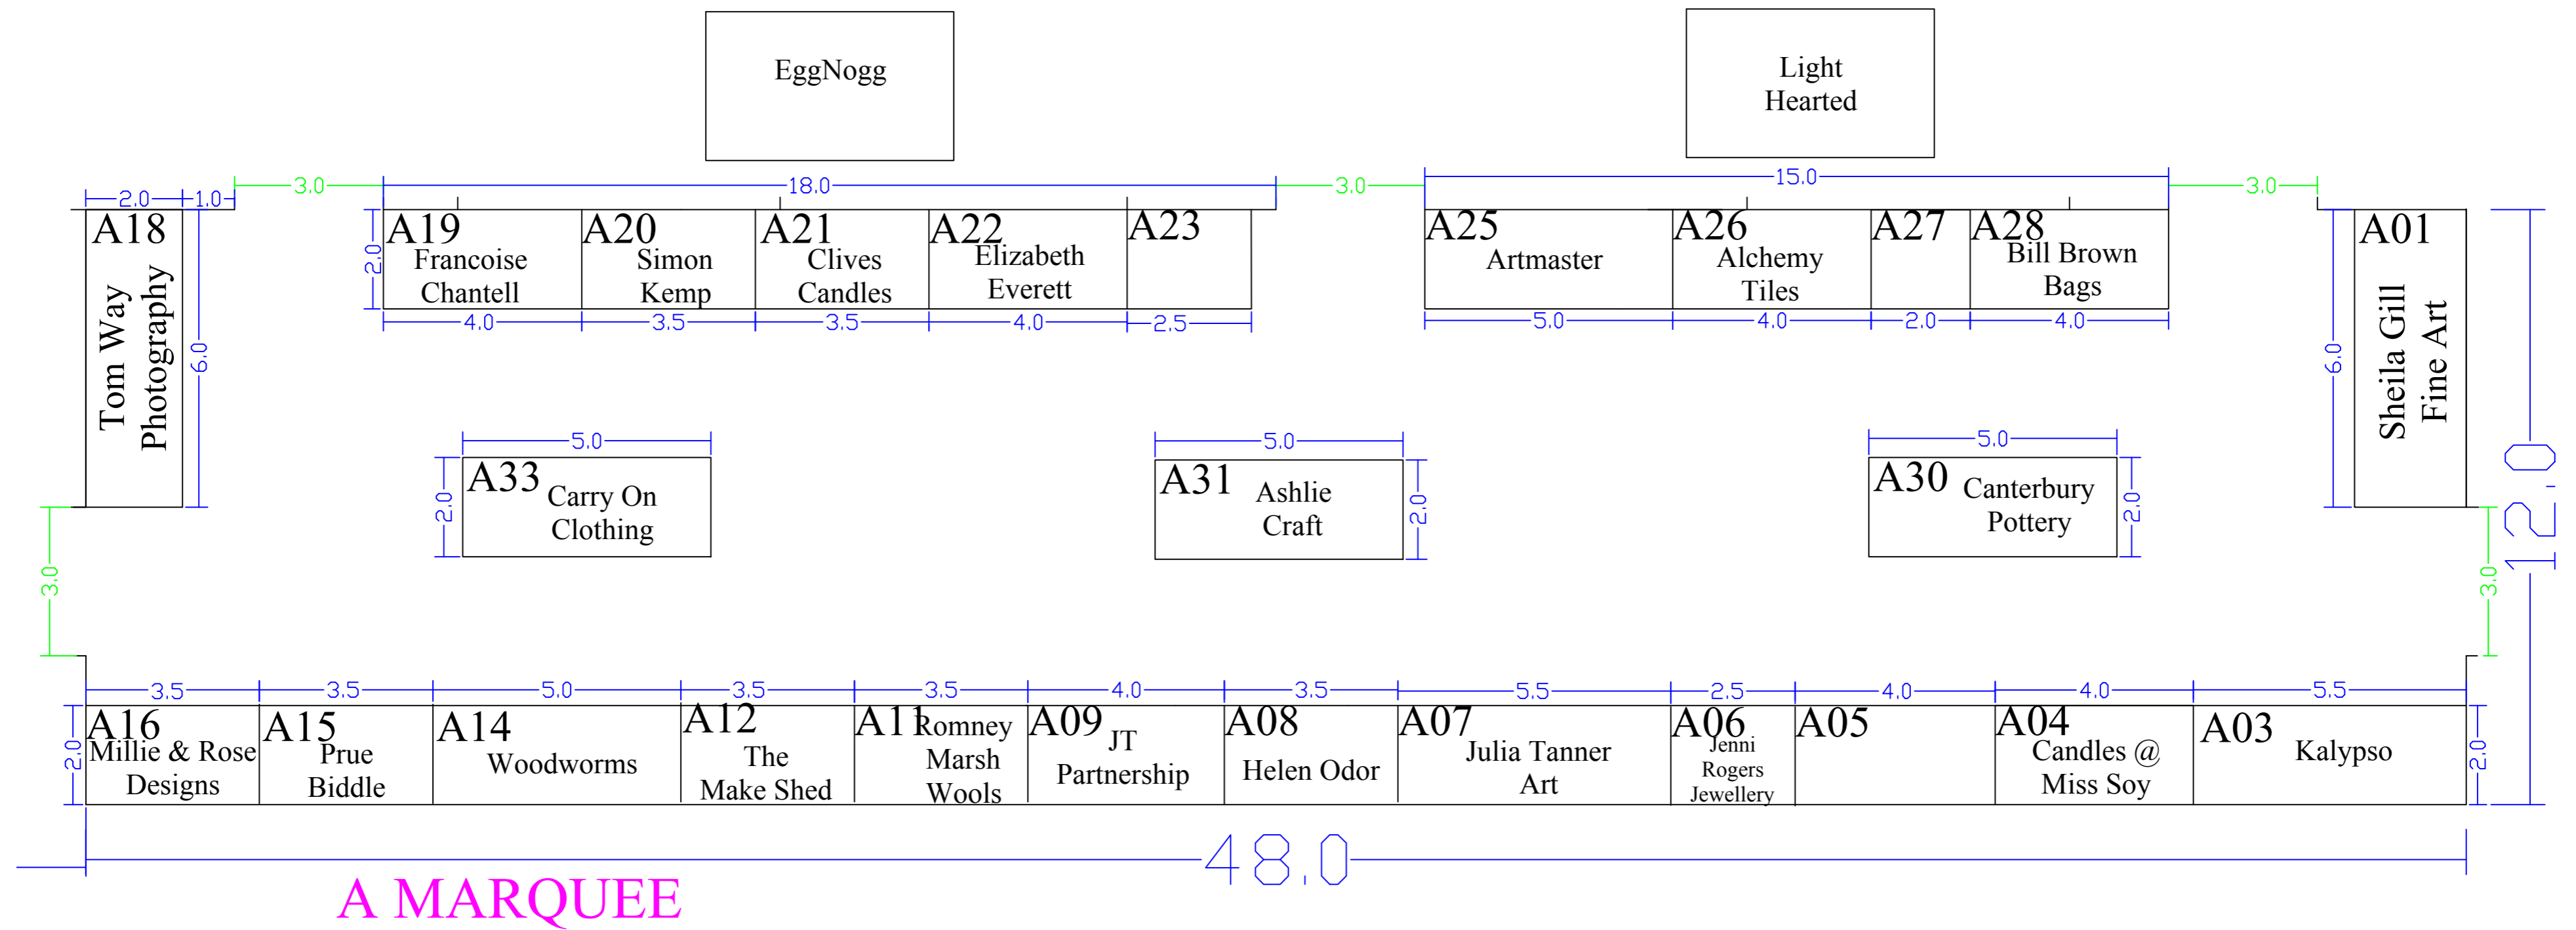 EggNogg
Light
Hearted
2.0
1.0
3.0
18.0
3.0
15.0
3.0
A18
Tom Way
Photography
6.0
2.0
A19
Francoise
Chantell
A20
Simon
Kemp
A21
Clives
Candles
A22
Elizabeth
Everett
A23
A25
Artmaster
A26
Alchemy
Tiles
A27
A28
Bill Brown
Bags
A01
Sheila Gill
Fine Art
6.0
12.0
4.0
3.5
3.5
4.0
2.5
5.0
4.0
2.0
4.0
5.0
2.0
A33
Carry On
Clothing
5.0
A31
Ashlie
Craft
2.0
5.0
A30
Canterbury
Pottery
2.0
3.0
3.0
3.5
3.5
5.0
3.5
3.5
4.0
3.5
5.5
2.5
4.0
4.0
5.5
2.0
A16
Millie & Rose
Designs
A15
Prue
Biddle
A14
Woodworms
A12
The
Make Shed
A11
Romney
Marsh
Wools
A09
JT
Partnership
A08
Helen Odor
A07
Julia Tanner
Art
A06
Jenni
Rogers
Jewellery
A05
A04
Candles @
Miss Soy
A03
Kalypso
2.0
48.0
A MARQUEE